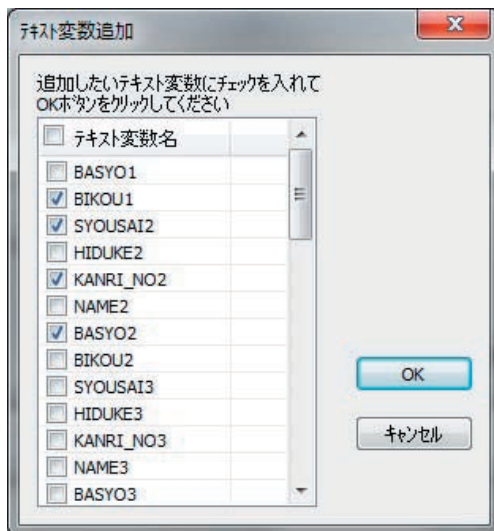 テキスト変数追加
追加したいテキスト変数にチェックを入れて
OKボタンをクリックしてください
テキスト変数名
BASYO1
BIKOU1
SYOUSAI2
HIDUKE2
KANRI_NO2
NAME2
BASYO2
BIKOU2
SYOUSAI3
HIDUKE3
KANRI_NO3
NAME3
BASYO3
OK
キャンセル